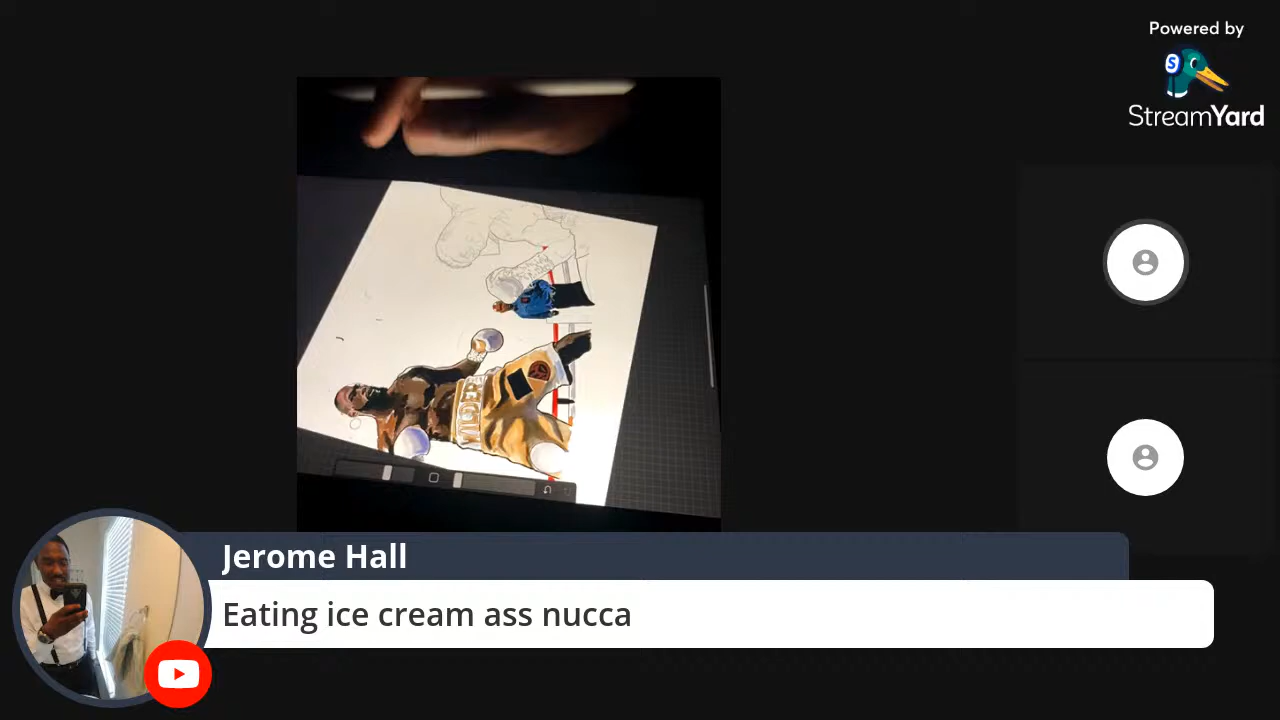 Powered by
S
StreamYard
Jerome Hall
Eating ice cream ass nucca